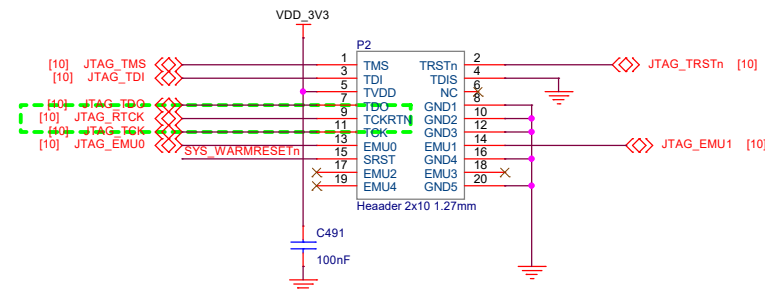 VDD_3V3
P2
[10] JTAG_TMS 1 TMS TRSTn 2 JTAG_TRSTn [10]
[10] JTAG_TDI 3 TDI TDIS 4
5 TVDD NC 6
[10] JTAG_TDO 7 TDO GND1 8
[10] JTAG_RTCK 9 TCKRTN GND2 10
[10] JTAG_TCK 11 TCK GND3 12
[10] JTAG_EMU0 13 EMU0 EMU1 14 JTAG_EMU1 [10]
SYS_WARMRESETn 15 SRST GND4 16
17 EMU2 EMU3 18
19 EMU4 GND5 20
Heaader 2x10 1.27mm
C491
100nF